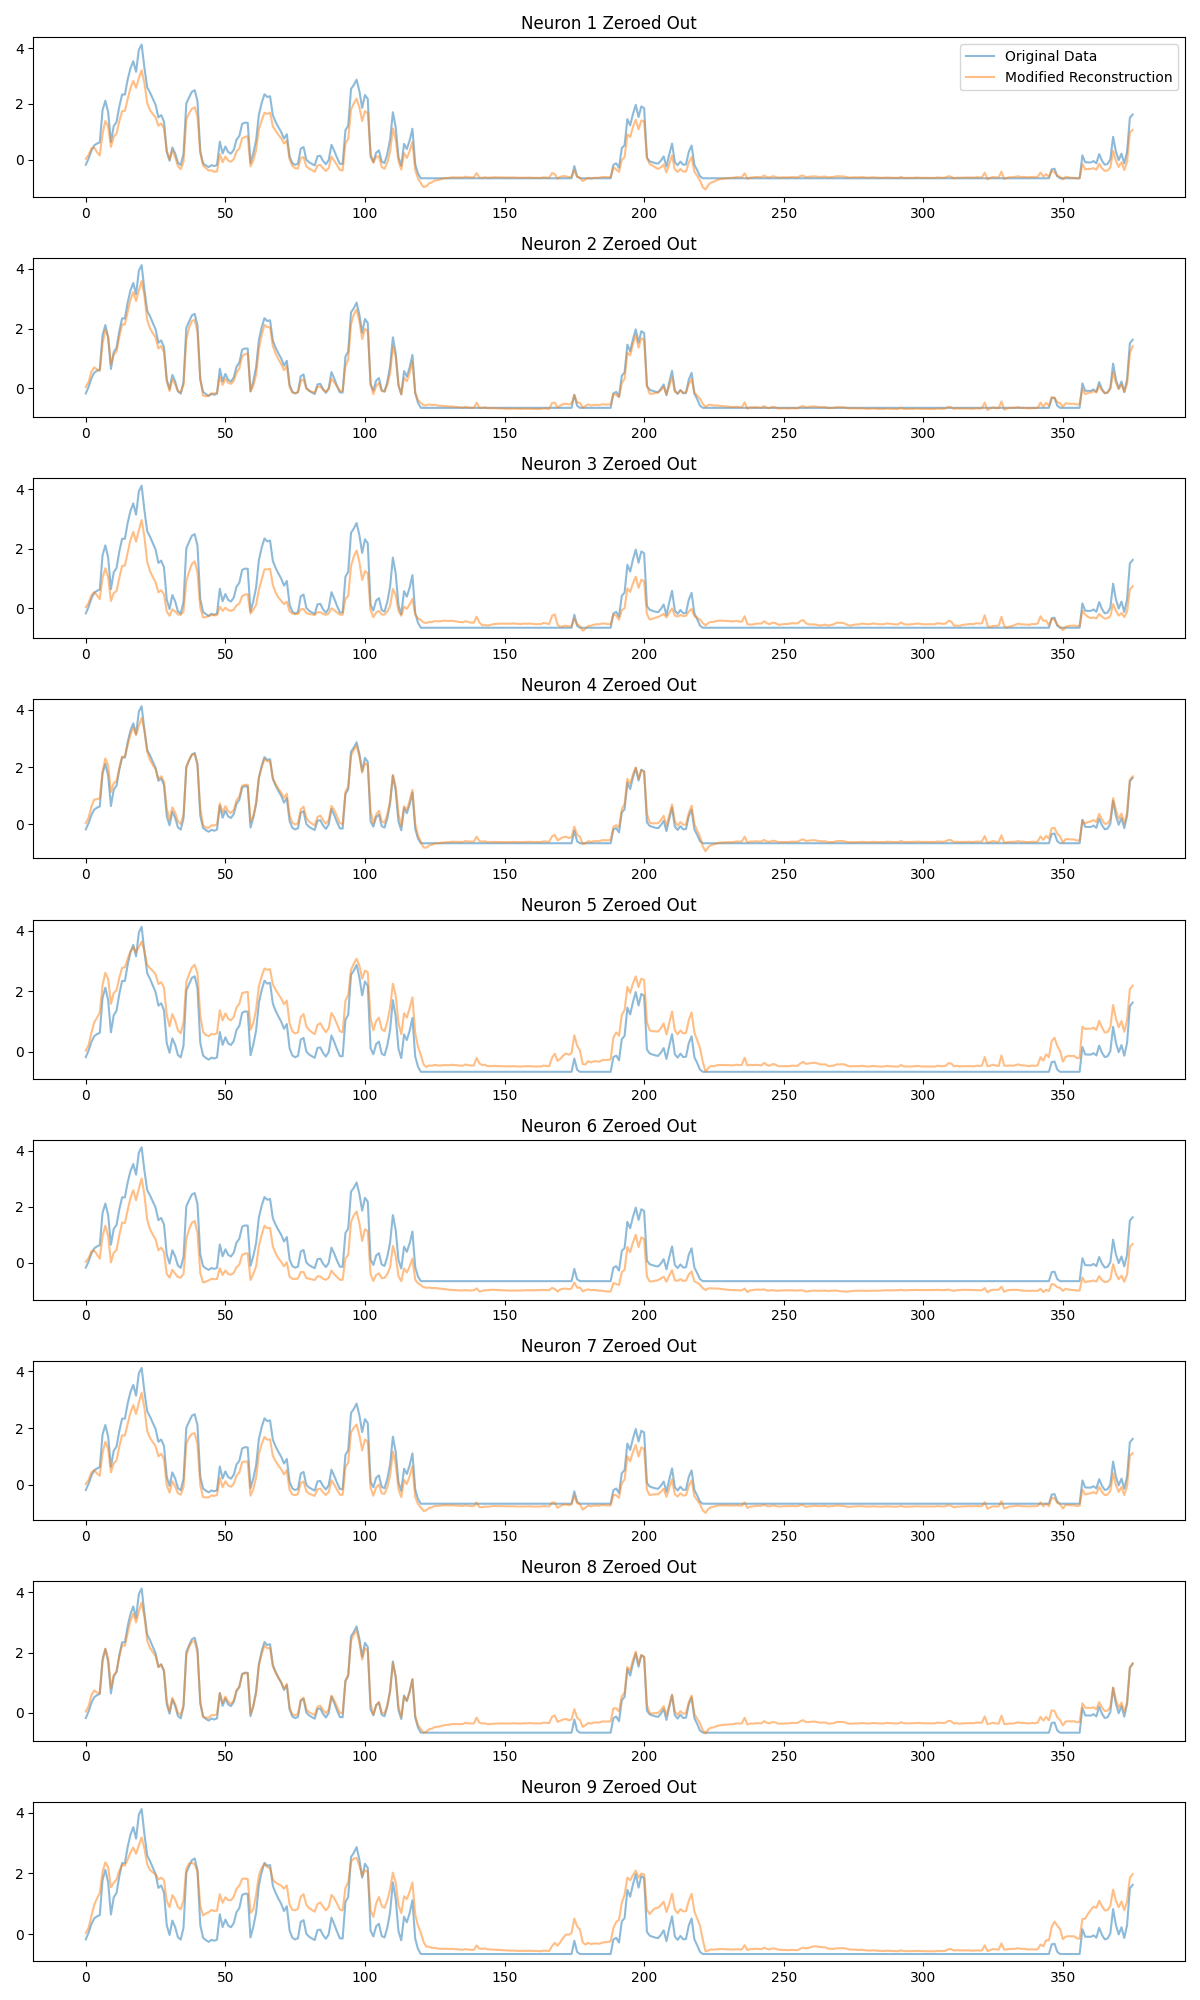 Neuron 1 Zeroed Out
4
2
0
Original Data
Modified Reconstruction
0 50 100 150 200 250 300 350
Neuron 2 Zeroed Out
4
2
0
0 50 100 150 200 250 300 350
Neuron 3 Zeroed Out
4
2
0
0 50 100 150 200 250 300 350
Neuron 4 Zeroed Out
4
2
0
0 50 100 150 200 250 300 350
Neuron 5 Zeroed Out
4
2
0
0 50 100 150 200 250 300 350
Neuron 6 Zeroed Out
4
2
0
0 50 100 150 200 250 300 350
Neuron 7 Zeroed Out
4
2
0
0 50 100 150 200 250 300 350
Neuron 8 Zeroed Out
4
2
0
0 50 100 150 200 250 300 350
Neuron 9 Zeroed Out
4
2
0
0 50 100 150 200 250 300 350